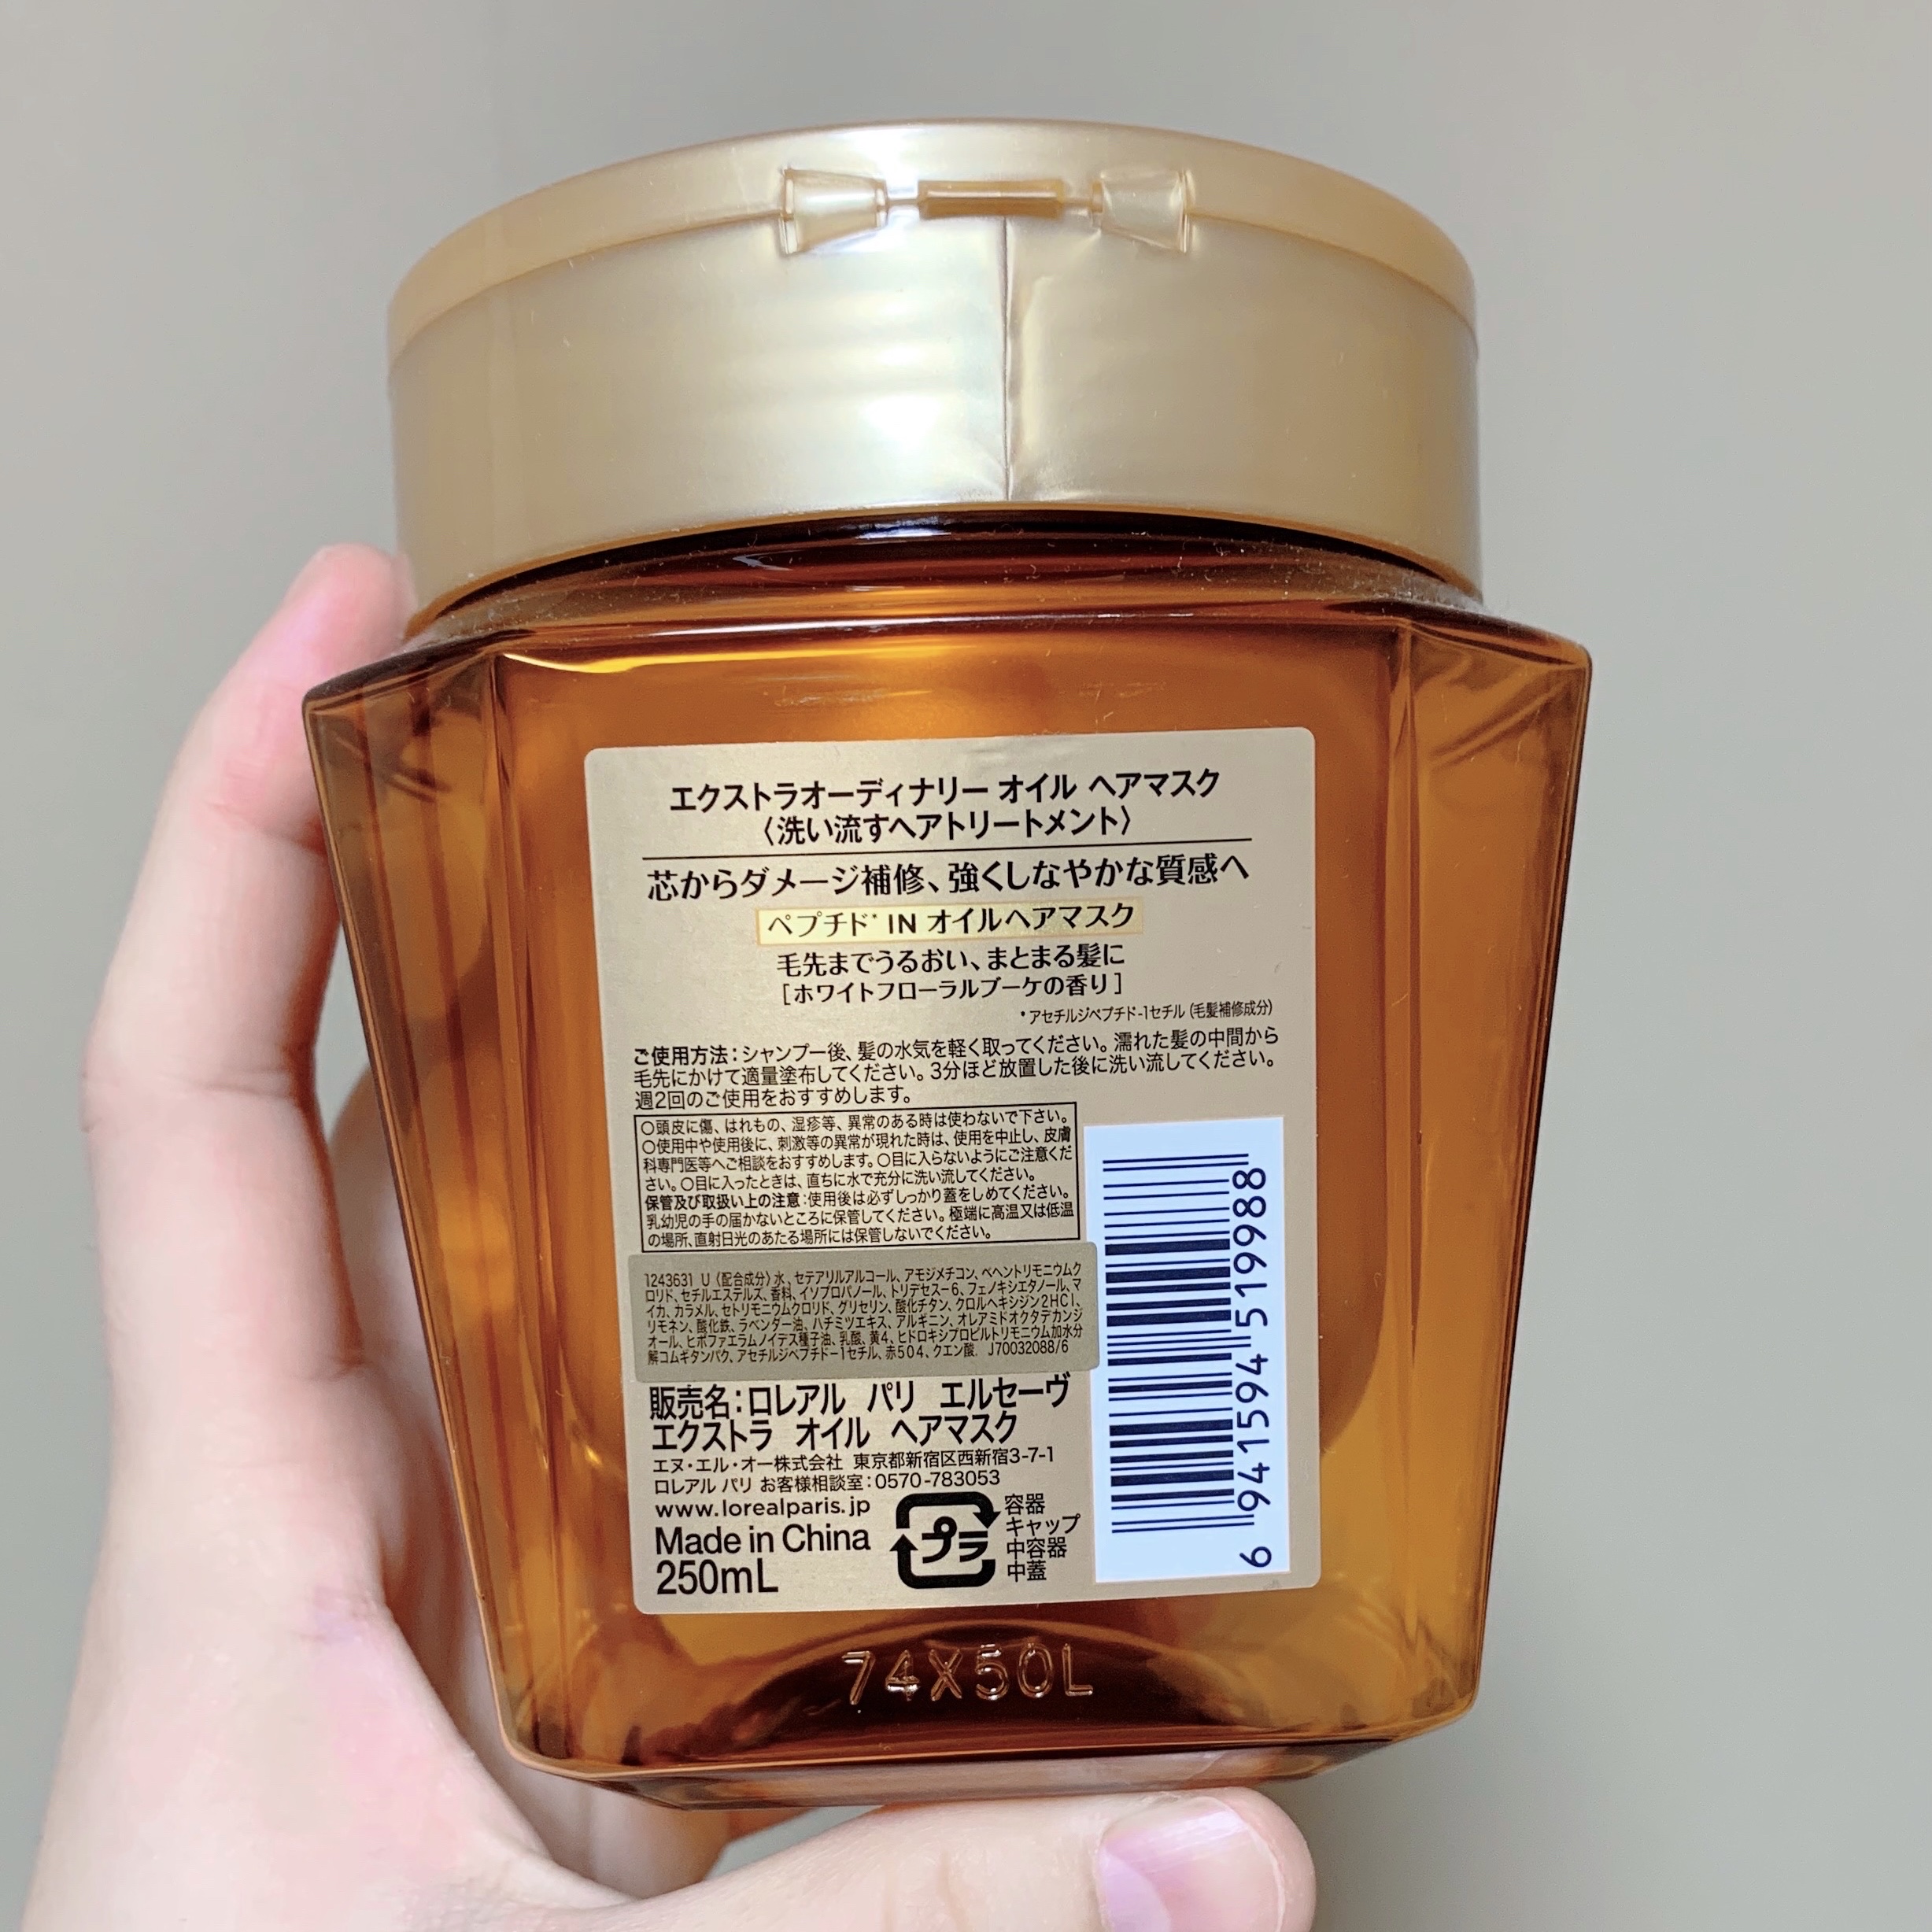 エクストラオーディナリー オイル ヘアマスク
〈洗い流すヘアトリートメント〉
芯からダメージ補修、強くしなやかな質感へ
ペプチド* IN オイルヘアマスク
毛先までうるおい、まとまる髪に
[ホワイトフローラルブーケの香り]
*アセチルジペプチド-1セチル (毛髪補修成分)
ご使用方法:シャンプー後、髪の水気を軽く取ってください。濡れた髪の中間から
毛先にかけて適量塗布してください。3分ほど放置した後に洗い流してください。
週2回のご使用をおすすめします。
○頭皮に傷、はれもの、湿疹等、異常のある時は使わないで下さい。
○使用中や使用後に、刺激等の異常が現れた時は、使用を中止し、皮膚
科専門医等へご相談をおすすめします。○目に入らないようにご注意くだ
さい。○目に入ったときは、直ちに水で充分に洗い流してください。
保管及び取扱い上の注意:使用後は必ずしっかり蓋をしめてください。
乳幼児の手の届かないところに保管してください。極端に高温又は低温
の場所、直射日光のあたる場所には保管しないでください。
1243631 U〈配合成分〉水、セテアリルアルコール、アモジメチコン、ベヘントリモニウムク
ロリド、セチルエステルズ、香料、イソプロパノール、トリデセス-6、フェノキシエタノール、マ
イカ、カラメル、セトリモニウムクロリド、グリセリン、酸化チタン、クロルヘキシジン2HCl、
リモネン、酸化鉄、ラベンダー油、ハチミツエキス、アルギニン、オレアミドオクタデカンジ
オール、ヒポファエラムノイデス種子油、乳酸、黄4、ヒドロキシプロピルトリモニウム加水分
解コムギタンパク、アセチルジペプチド-1セチル、赤504、クエン酸. J70032088/6
販売名:ロレアル パリ エルセーヴ
エクストラ オイル ヘアマスク
エヌ・エル・オー株式会社 東京都新宿区西新宿3-7-1
ロレアル パリ お客様相談室:0570-783053
www.lorealparis.jp
Made in China
250mL
プラ
容器
キャップ
中容器
中蓋
6 941594 519988
74X50L